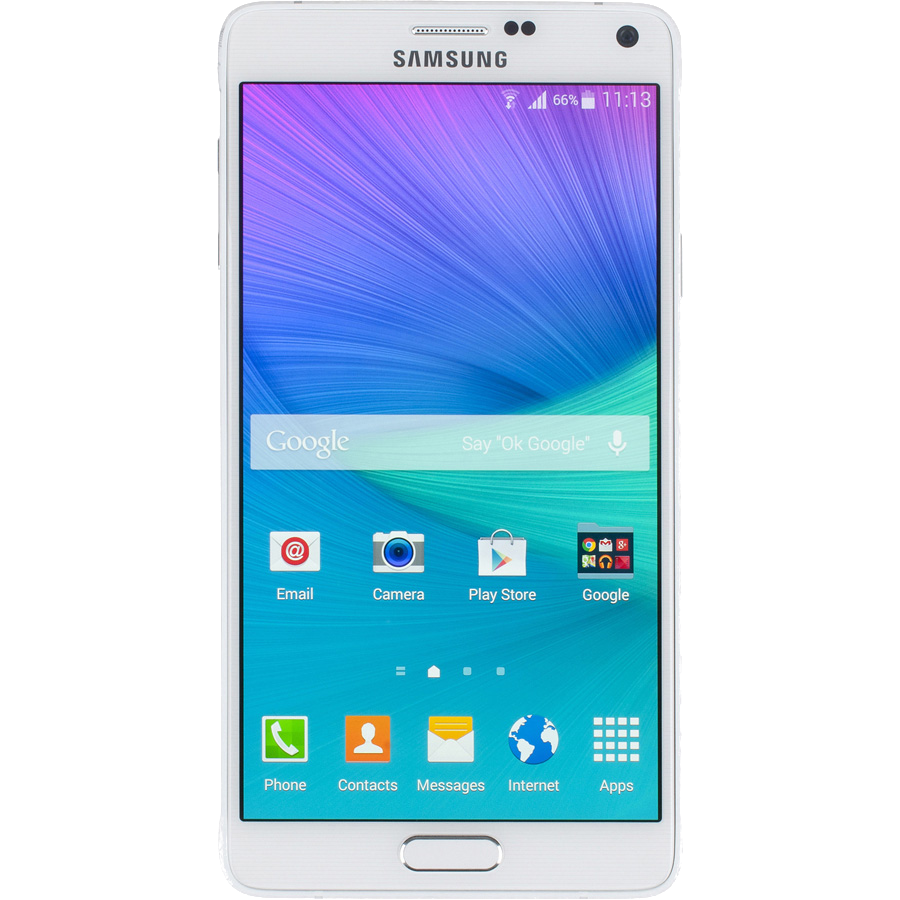 SAMSUNG
66% 11:13
Google Say "Ok Google"
Email Camera Play Store Google
Phone Contacts Messages Internet Apps